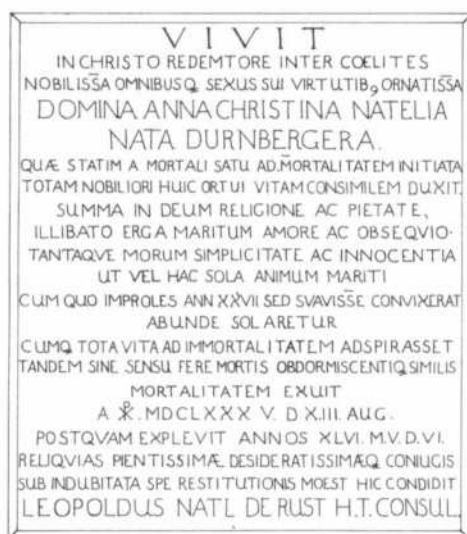 VIVIT
IN CHRISTO REDEMTORE INTER COELITES
NOBILISS̅A OMNIBUSQ SEXUS SUI VIRTUTIB, ORNATISS̅A
DOMINA ANNA CHRISTINA NATELIA
NATA DURNBERGERA.
QUÆ STATIM A MORTALI SATU AD.M̅ORTALITATEM INITIATA
TOTAM NOBILIORI HUIC ORTUI VITAM CONSIMILEM DUXIT.
SUMMA IN DEUM RELIGIONE AC PIETATE,
ILLIBATO ERGA MARITUM AMORE AC OBSEQVIO·
TANTAQVE MORUM SIMPLICITATE AC INNOCENTIA
UT VEL HAC SOLA ANIMUM MARITI
CUM QUO IMPROLES ANN XXVII SED SVAVISS̅E CONVIXERAT
ABUNDE SOLARETUR
CUMQ TOTA VITA AD IMMORTALITATEM ADSPIRASSET
TANDEM SINE SENSU FERE MORTIS OBDORMISCENTIQ SIMILIS
MORTALITATEM EXUIT
A ☧. MDCLXXX V. D XIII. AUG.
POSTQVAM EXPLEVIT ANNOS XLVI. M.V.D.VI.
RELIQVIAS PIENTISSIMÆ DESIDERATISSIMÆQ CONIUGIS
SUB INDUBITATA SPE RESTITUTIONIS MOEST HIC CONDIDIT
LEOPOLDUS NATL DE RUST H.T. CONSUL.